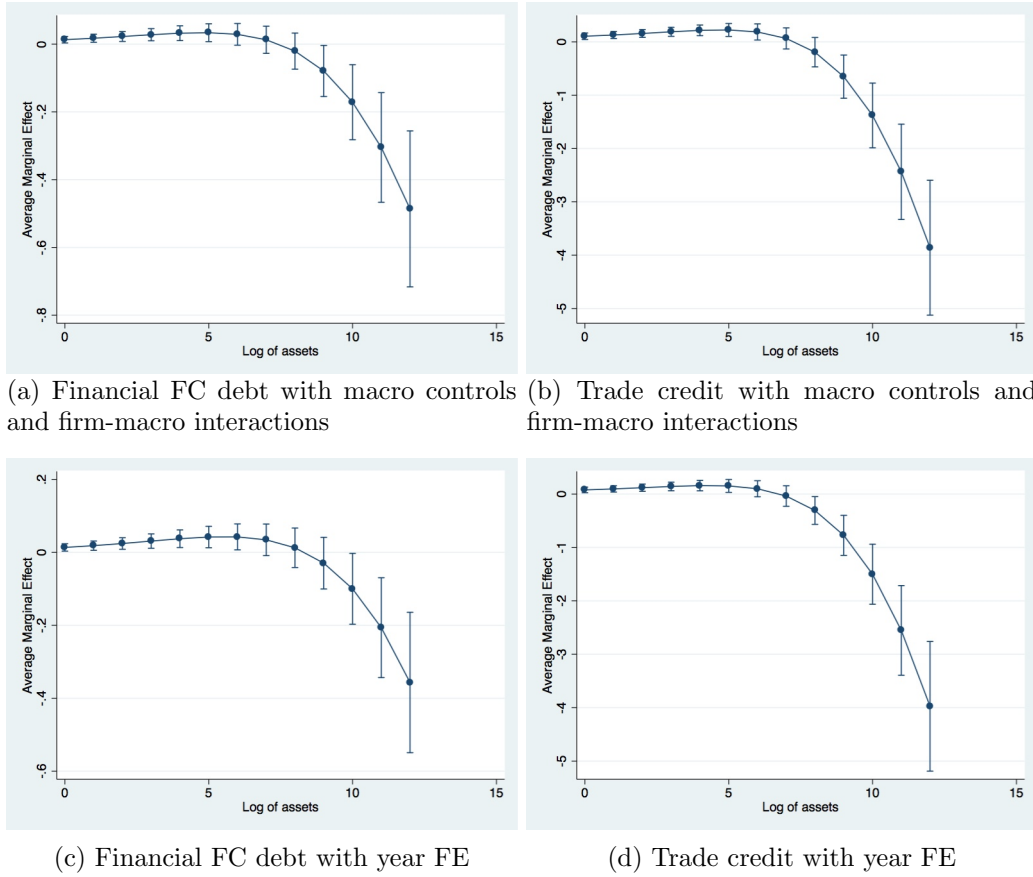 Average Marginal Effect
0
-.2
-.4
-.6
-.8
0 5 10 15
Log of assets
Average Marginal Effect
0
-1
-2
-3
-4
-5
0 5 10 15
Log of assets
(a) Financial FC debt with macro controls
and firm-macro interactions
(b) Trade credit with macro controls and
firm-macro interactions
Average Marginal Effect
.2
0
-.2
-.4
-.6
0 5 10 15
Log of assets
Average Marginal Effect
0
-1
-2
-3
-4
-5
0 5 10 15
Log of assets
(c) Financial FC debt with year FE
(d) Trade credit with year FE